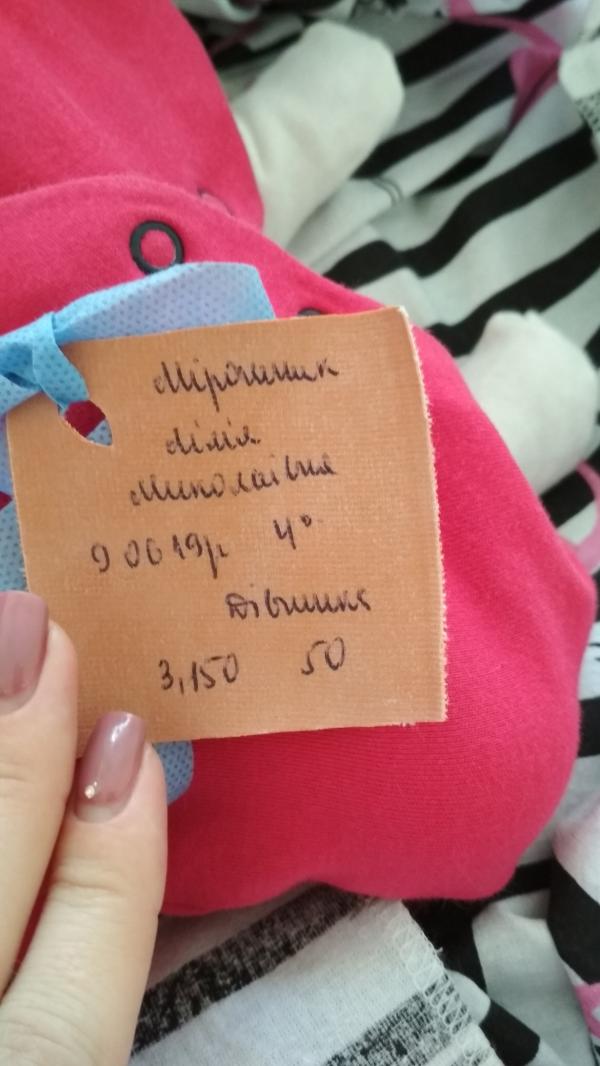 Мірошник
Лілія
Миколаївна
9 06 19р 4°
Дівчинка
3,150 50